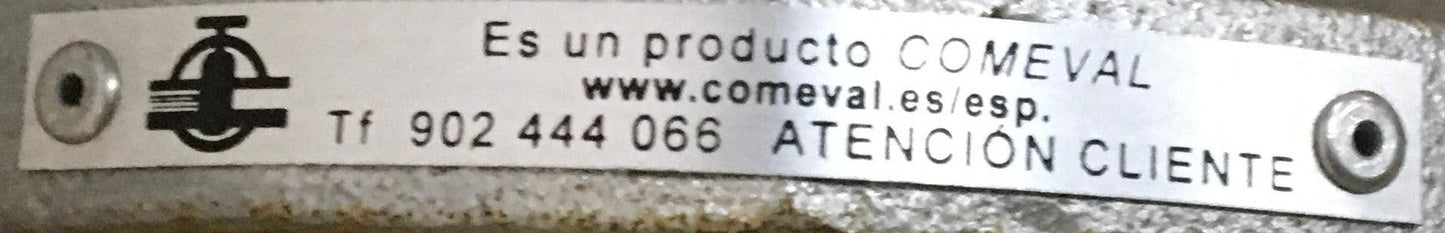 Es un producto COMEVAL
www.comeval.es/esp.
Tf 902 444 066 ATENCIÓN CLIENTE